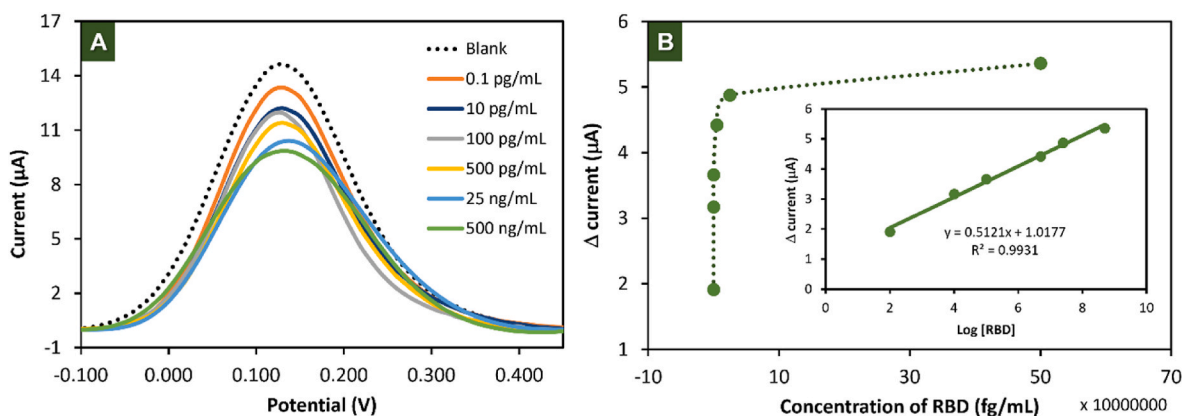 A
17
14
11
8
5
2
-1
Current (µA)
-0.100
0.000
0.100
0.200
0.300
0.400
Potential (V)
Blank
0.1 pg/mL
10 pg/mL
100 pg/mL
500 pg/mL
25 ng/mL
500 ng/mL
B
6
5
4
3
2
1
Δ current (µA)
-10
10
30
50
70
Concentration of RBD (fg/mL)
x 10000000
6
5
4
3
2
1
0
Δ current (µA)
y = 0.5121x + 1.0177
R² = 0.9931
0
2
4
6
8
10
Log [RBD]